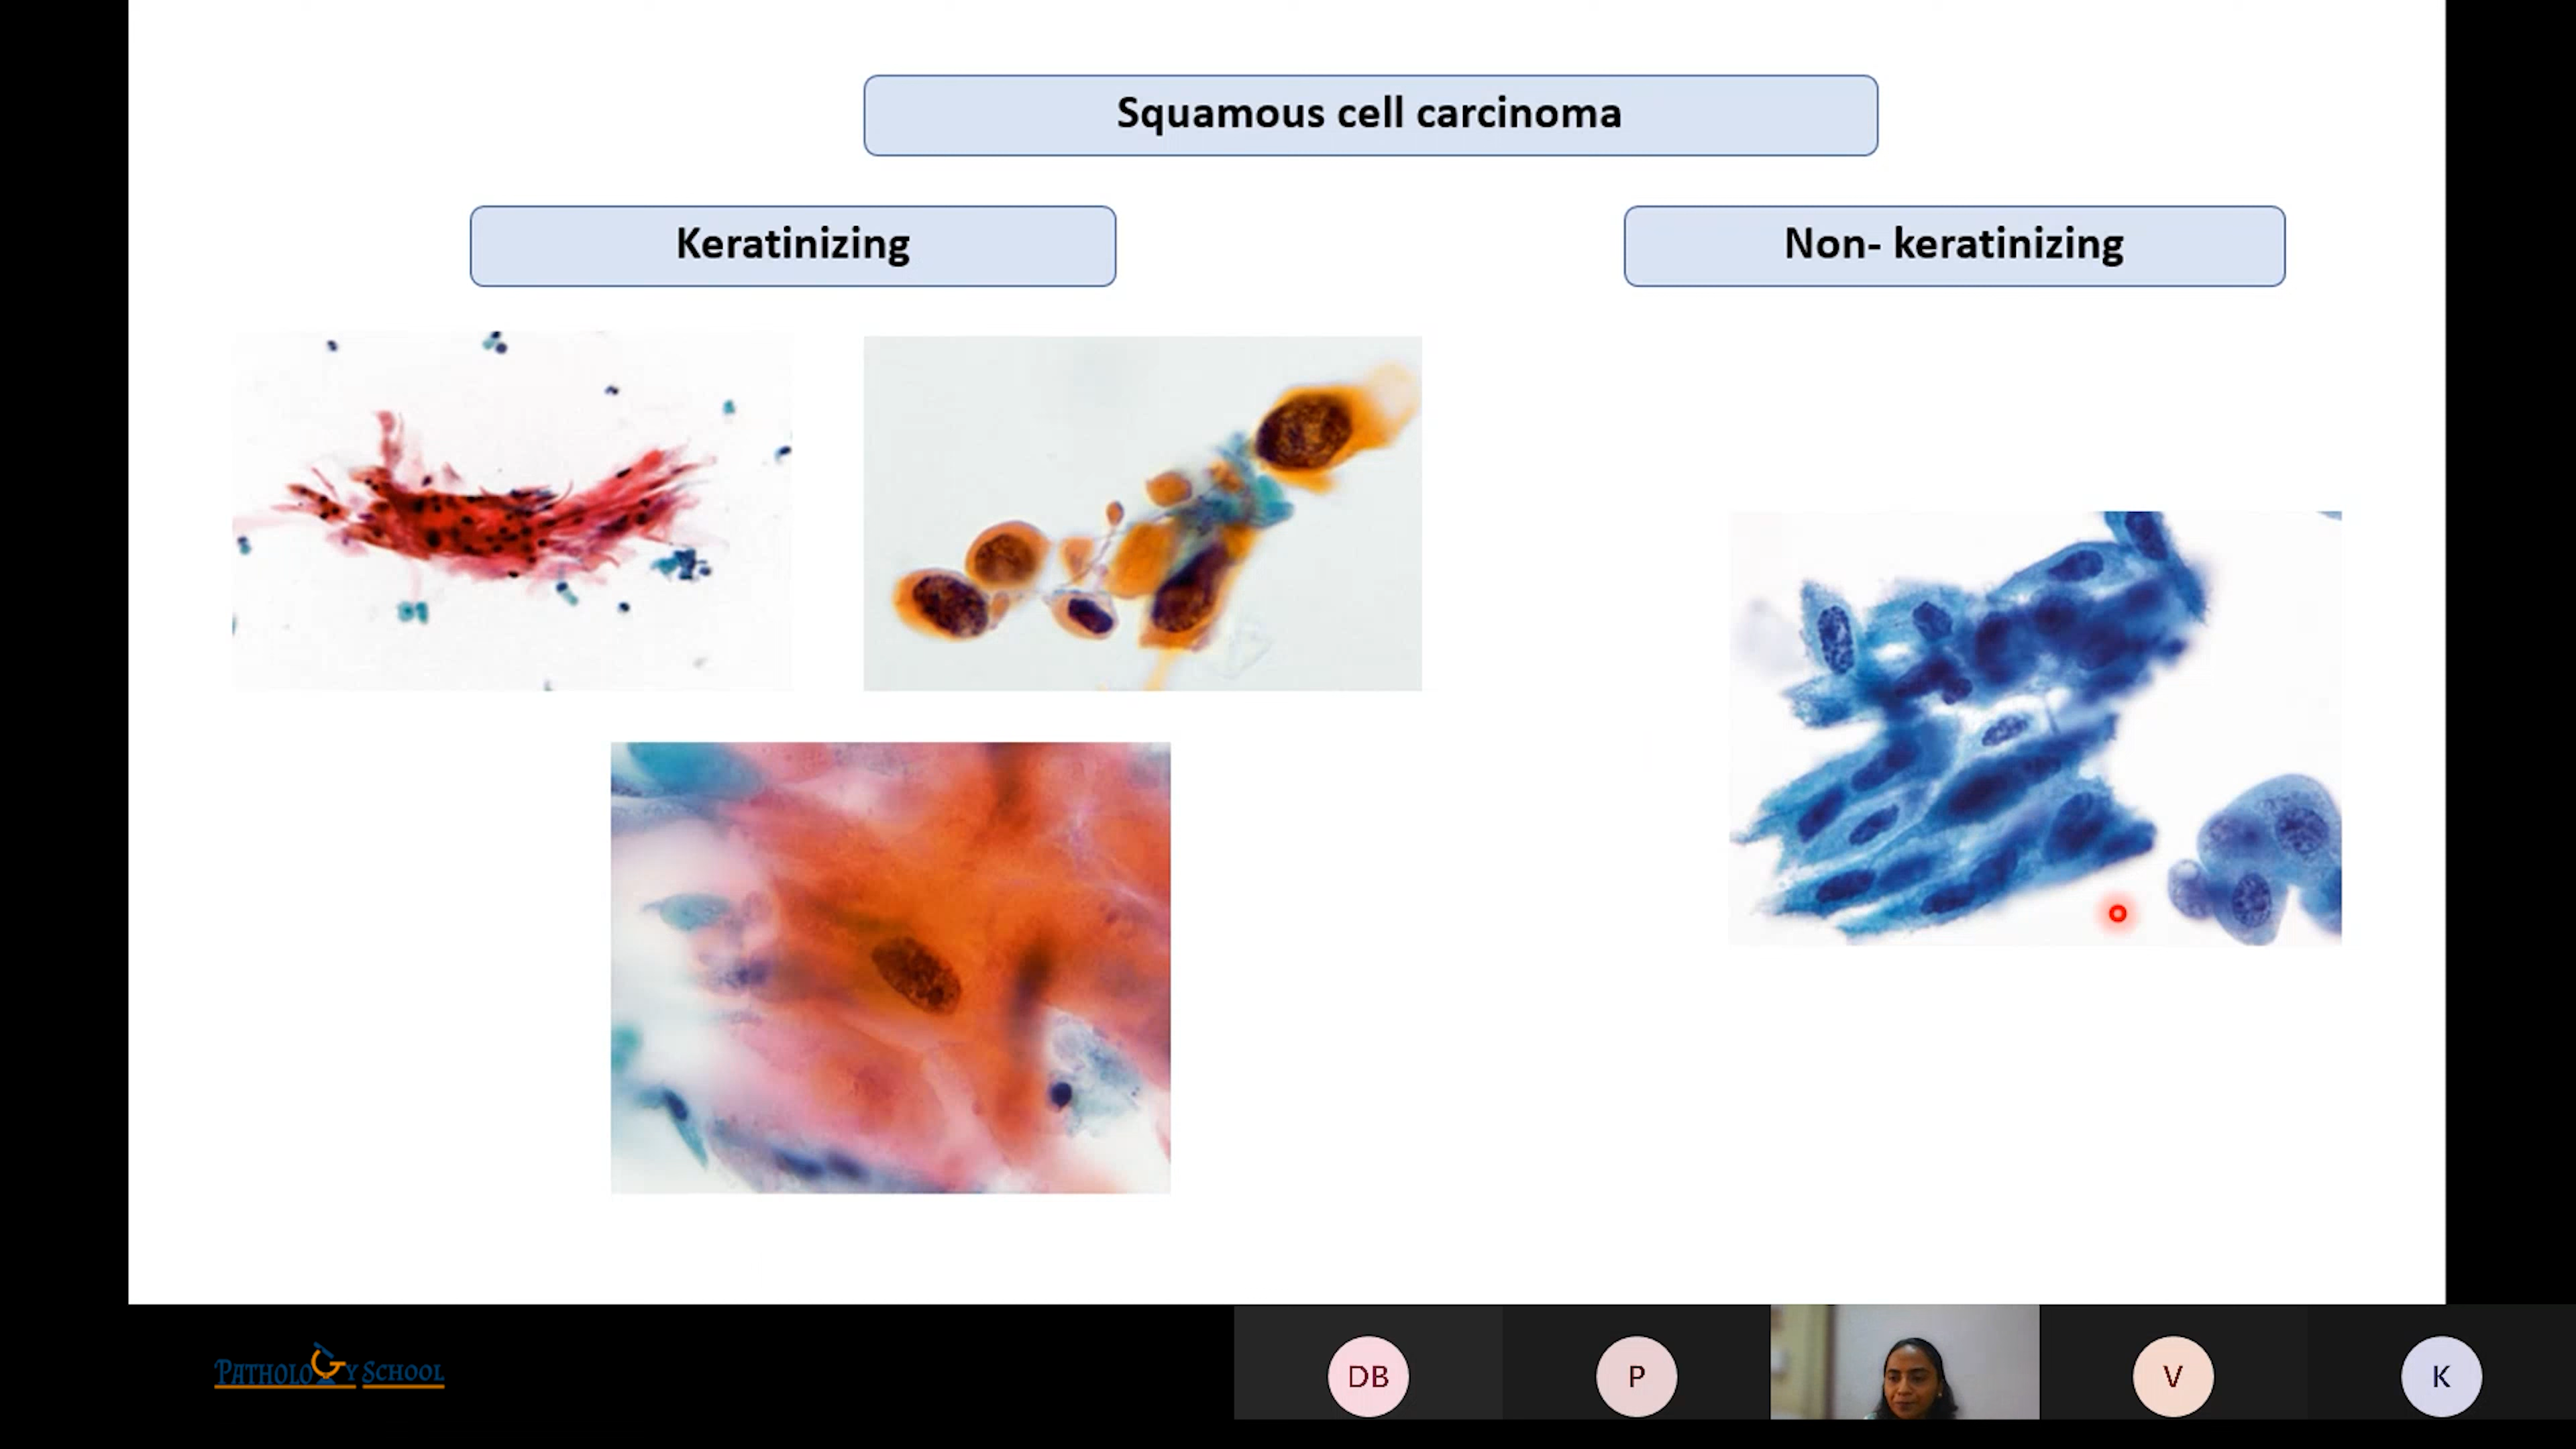 Squamous cell carcinoma
Keratinizing
Non- keratinizing
PATHOLOGY SCHOOL
DB
P
V
K